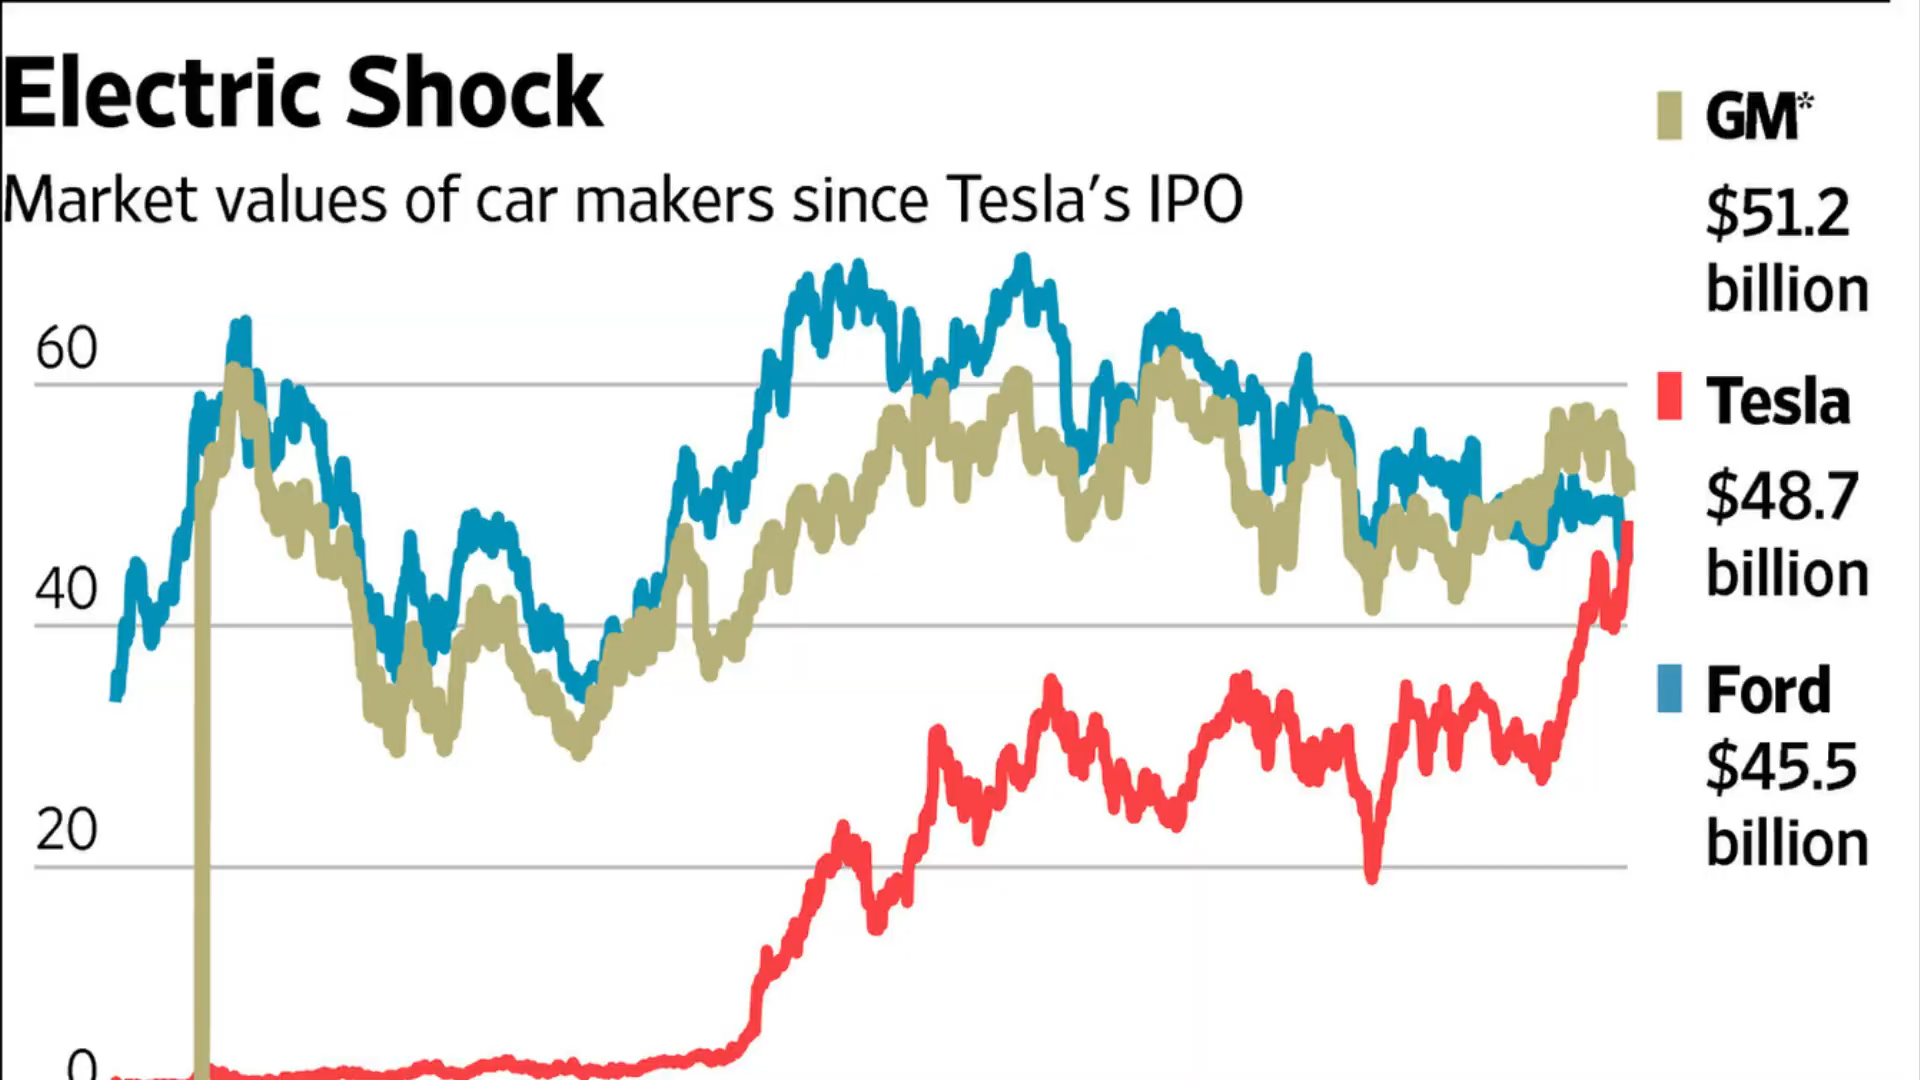 Electric Shock
Market values of car makers since Tesla's IPO
60
40
20
0
GM*
$51.2
billion
Tesla
$48.7
billion
Ford
$45.5
billion